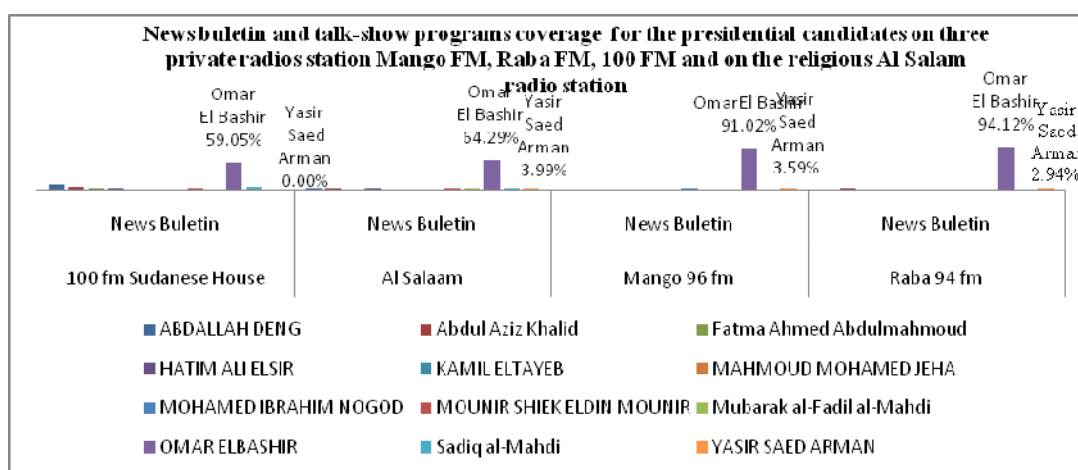 News buletin and talk-show programs coverage for the presidential candidates on three
private radios station Mango FM, Raba FM, 100 FM and on the religious Al Salam
radio station
Omar
El Bashir
59.05%
Yasir
Saed
Arman
0.00%
Omar
El Bashir
64.29%
Yasir
Saed
Arman
3.99%
Omar El Bashir
91.02%
Yasir
Saed
Arman
3.59%
Omar
El Bashir
94.12%
Yasir
Saed
Arman
2.94%
News Buletin
News Buletin
News Buletin
News Buletin
100 fm Sudanese House
Al Salaam
Mango 96 fm
Raba 94 fm
ABDALLAH DENG
Abdul Aziz Khalid
Fatma Ahmed Abdulmahmoud
HATIM ALI ELSIR
KAMIL ELTAYEB
MAHMOUD MOHAMED JEHA
MOHAMED IBRAHIM NOGOD
MOUNIR SHIEK ELDIN MOUNIR
Mubarak al-Fadil al-Mahdi
OMAR ELBASHIR
Sadiq al-Mahdi
YASIR SAED ARMAN